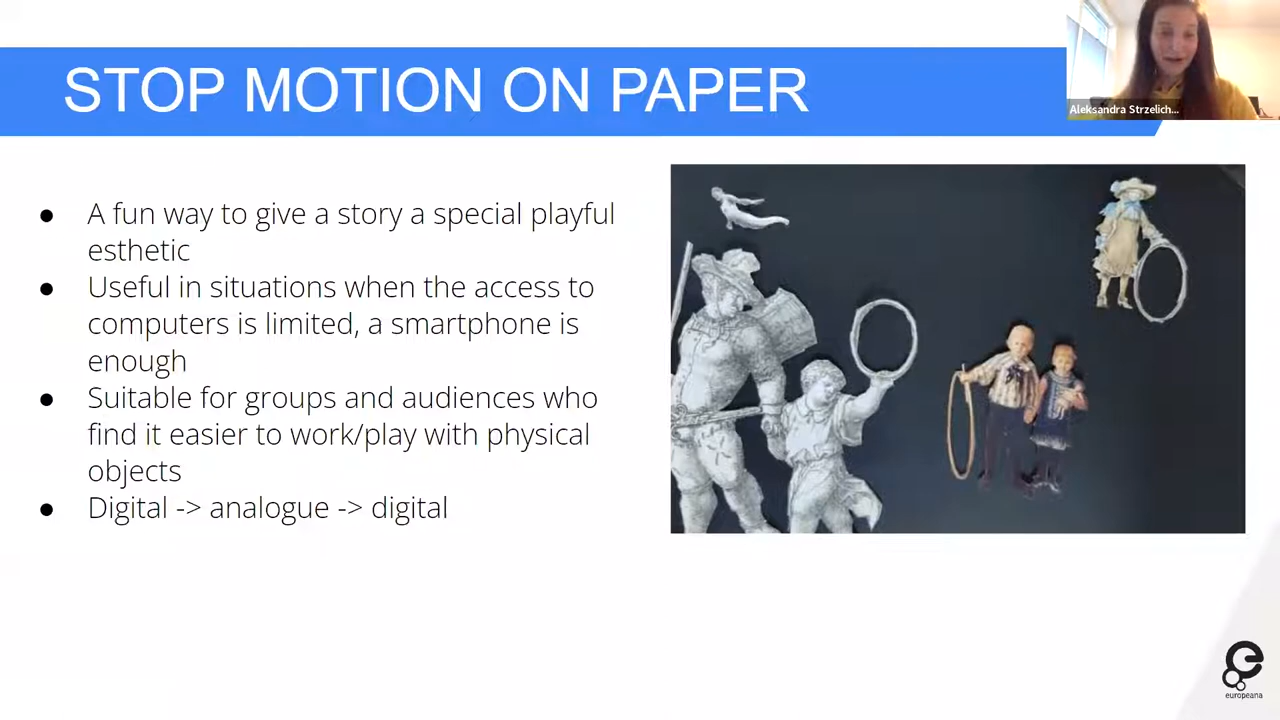 STOP MOTION ON PAPER
Aleksandra Strzelich...
● A fun way to give a story a special playful
esthetic
● Useful in situations when the access to
computers is limited, a smartphone is
enough
● Suitable for groups and audiences who
find it easier to work/play with physical
objects
● Digital -> analogue -> digital
europeana